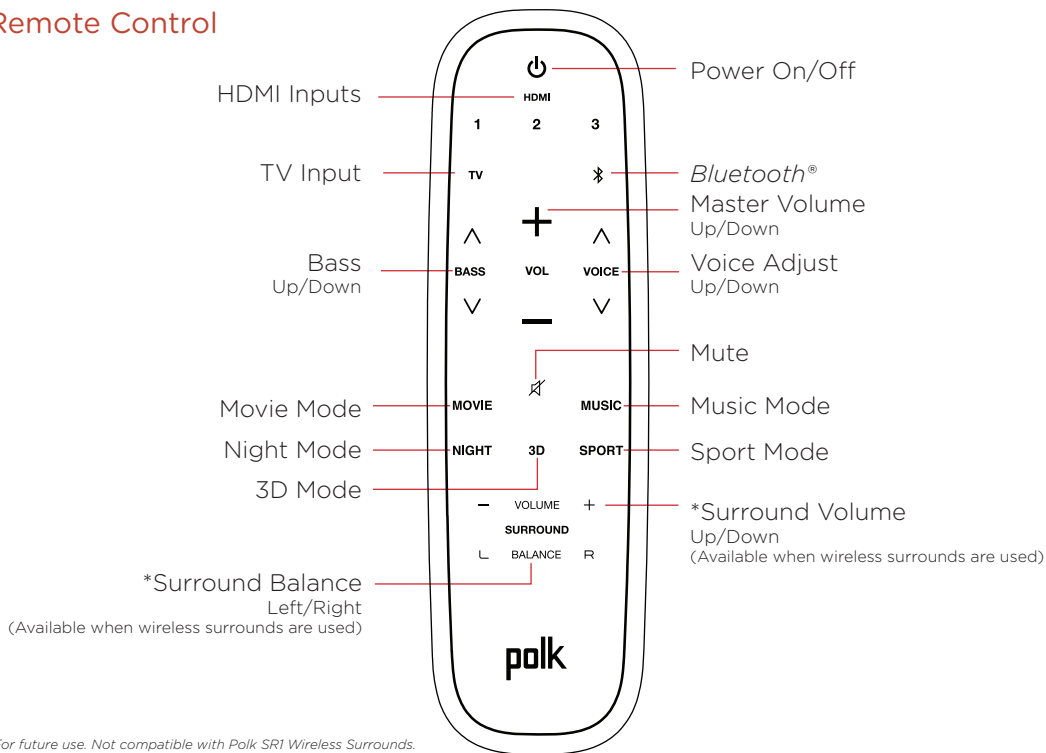 Remote Control
Power On/Off
HDMI Inputs
HDMI
1 2 3
TV Input
TV
Bluetooth®
Master Volume
Up/Down
Bass
Up/Down
BASS VOL VOICE
Voice Adjust
Up/Down
Mute
Movie Mode
MOVIE MUSIC
Music Mode
Night Mode
NIGHT 3D SPORT
Sport Mode
3D Mode
– VOLUME +
SURROUND
L BALANCE R
*Surround Volume
Up/Down
(Available when wireless surrounds are used)
*Surround Balance
Left/Right
(Available when wireless surrounds are used)
polk
For future use. Not compatible with Polk SR1 Wireless Surrounds.